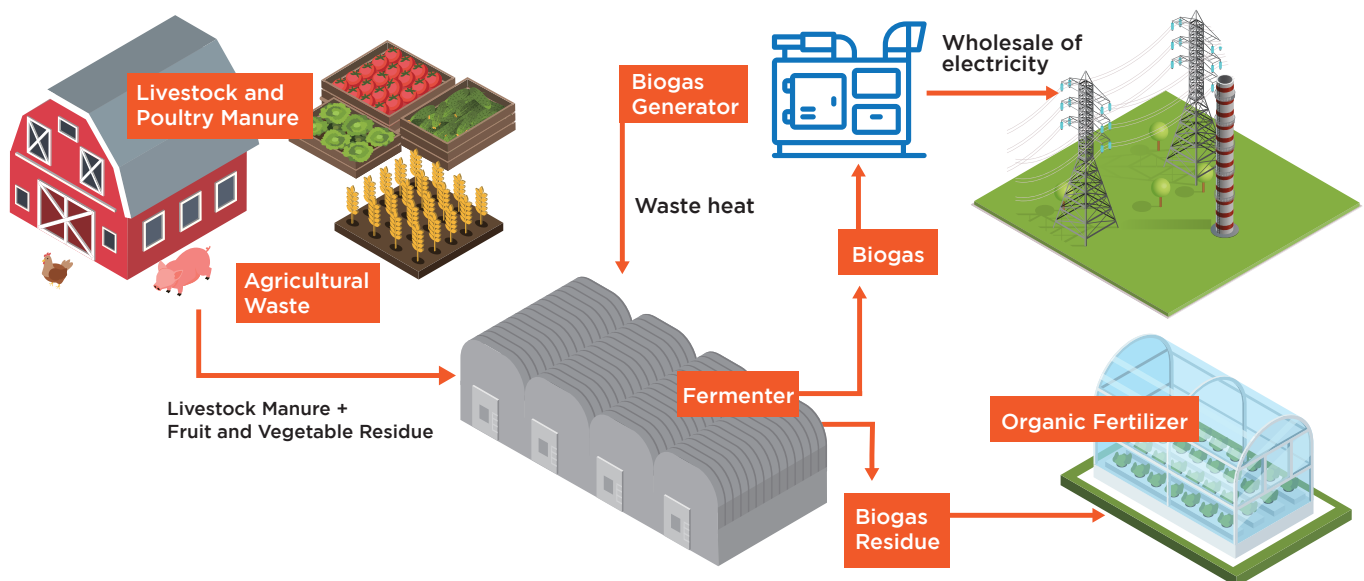 Livestock and
Poultry Manure
Agricultural
Waste
Livestock Manure +
Fruit and Vegetable Residue
Biogas
Generator
Waste heat
Wholesale of
electricity
Biogas
Fermenter
Organic Fertilizer
Biogas
Residue